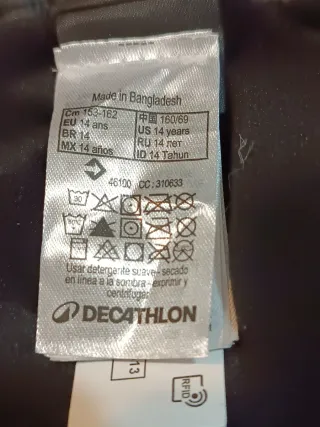 Made in Bangladesh
Cm 153-162
EU 14 ans
BR 14
MX 14 años
中国 160/69
US 14 years
RU 14 лет
ID 14 Tahun
46100 CC: 310633
30
Usar detergente suave - secado
en línea a la sombra - exprimir y
centrifugar
DECATHLON
13
RFID